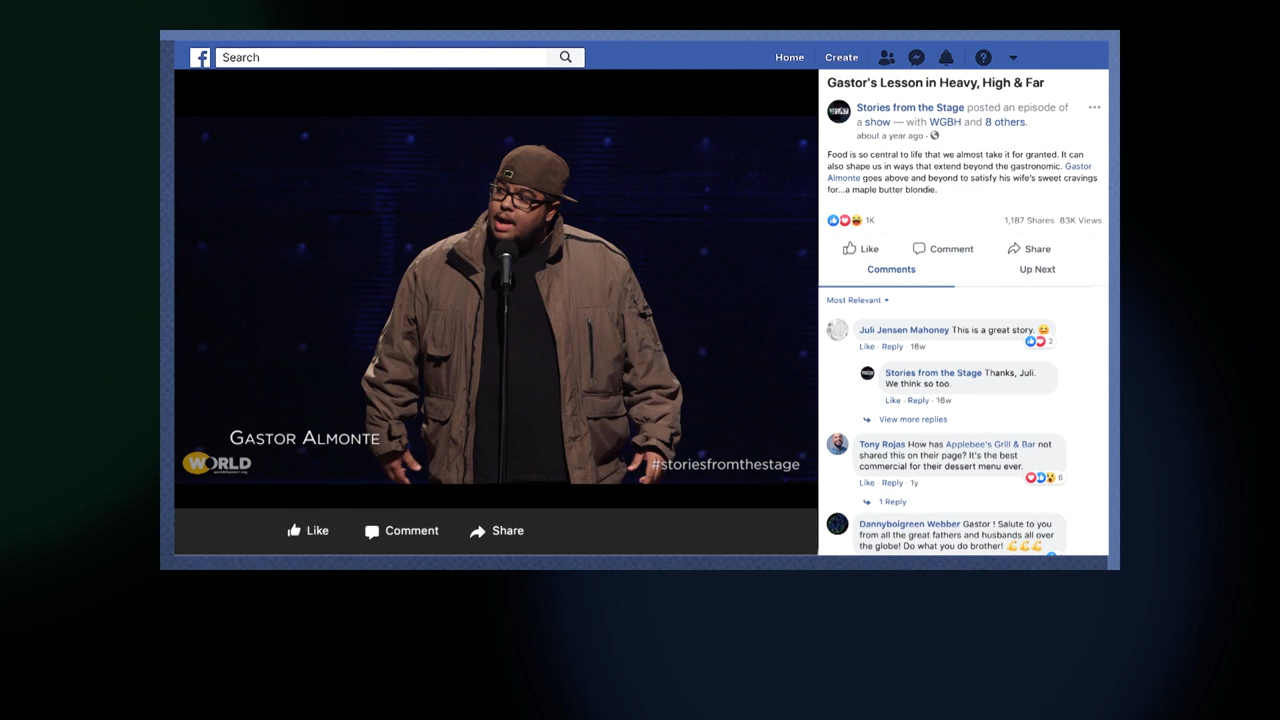 Search
Home
Create
GASTOR ALMONTE
WORLD
#storiesfromthestage
Like
Comment
Share
Gastor's Lesson in Heavy, High & Far
Stories from the Stage posted an episode of
a show — with WGBH and 8 others.
about a year ago ·
Food is so central to life that we almost take it for granted. It can
also shape us in ways that extend beyond the gastronomic. Gastor
Almonte goes above and beyond to satisfy his wife's sweet cravings
for...a maple butter blondie.
1K
1,187 Shares 83K Views
Like
Comment
Share
Comments
Up Next
Most Relevant
Juli Jensen Mahoney This is a great story. 😊
2
Like · Reply · 16w
Stories from the Stage Thanks, Juli.
We think so too.
Like · Reply · 16w
View more replies
Tony Rojas How has Applebee's Grill & Bar not
shared this on their page? It's the best
commercial for their dessert menu ever.
6
Like · Reply · 1y
1 Reply
Dannybolgreen Webber Gastor ! Salute to you
from all the great fathers and husbands all over
the globe! Do what you do brother! 💪💪💪